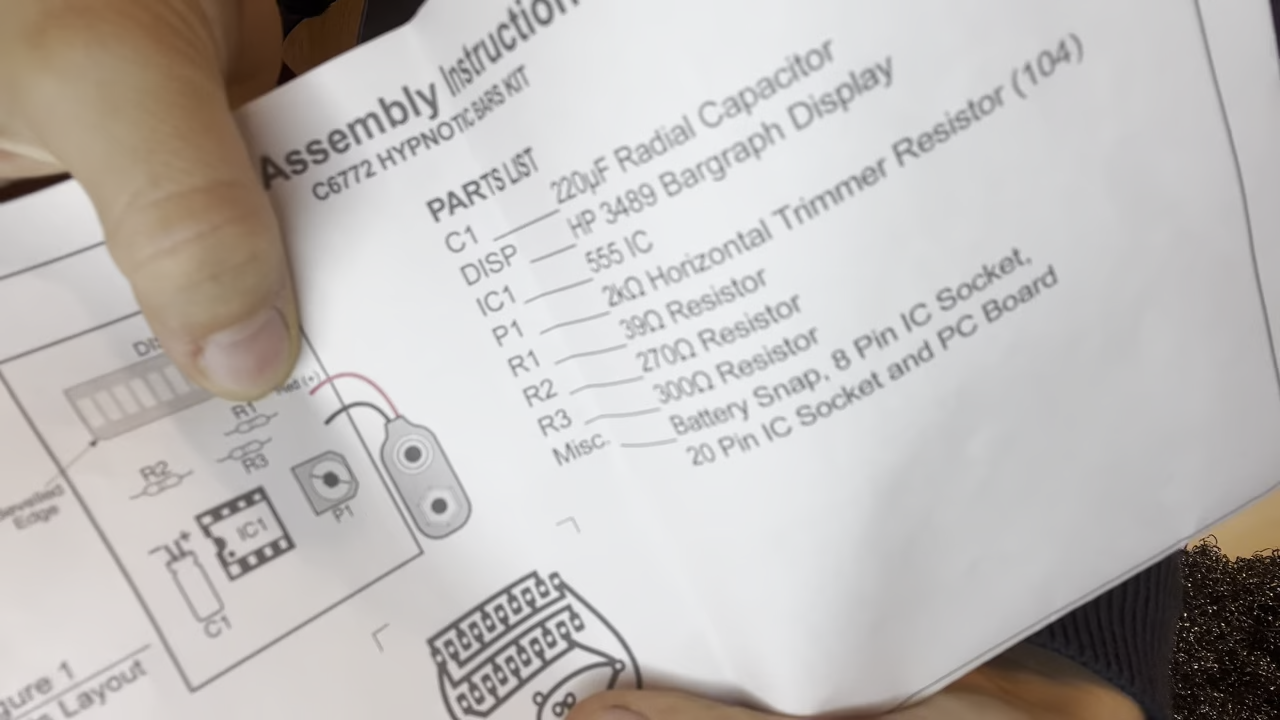 Assembly Instruction
C6772 HYPNOTIC BARS KIT
PARTS LIST
C1 220µF Radial Capacitor
DISP HP 3489 Bargraph Display
IC1 555 IC
P1 2kΩ Horizontal Trimmer Resistor (104)
R1 39Ω Resistor
R2 270Ω Resistor
R3 300Ω Resistor
Misc. Battery Snap, 8 Pin IC Socket,
20 Pin IC Socket and PC Board
Red (+)
R1
R3
R2
P1
IC1
+
C1
Bevelled
Edge
gure 1
Layout